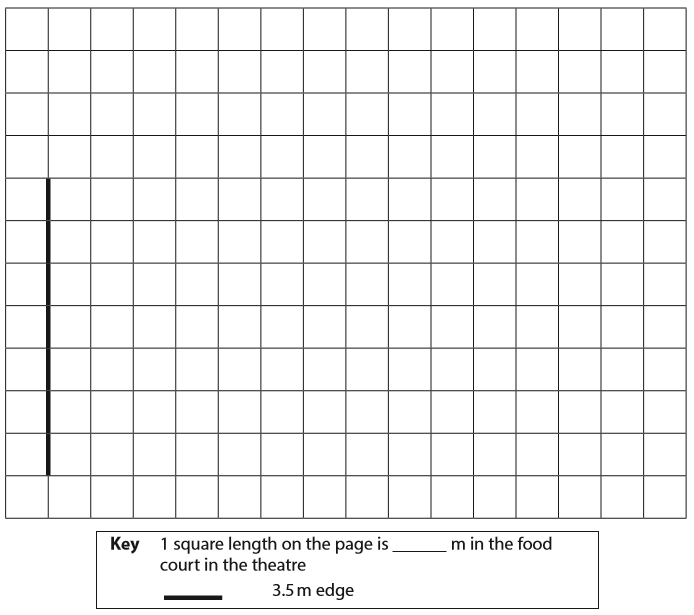 Key 1 square length on the page is ______ m in the food
court in the theatre
3.5 m edge